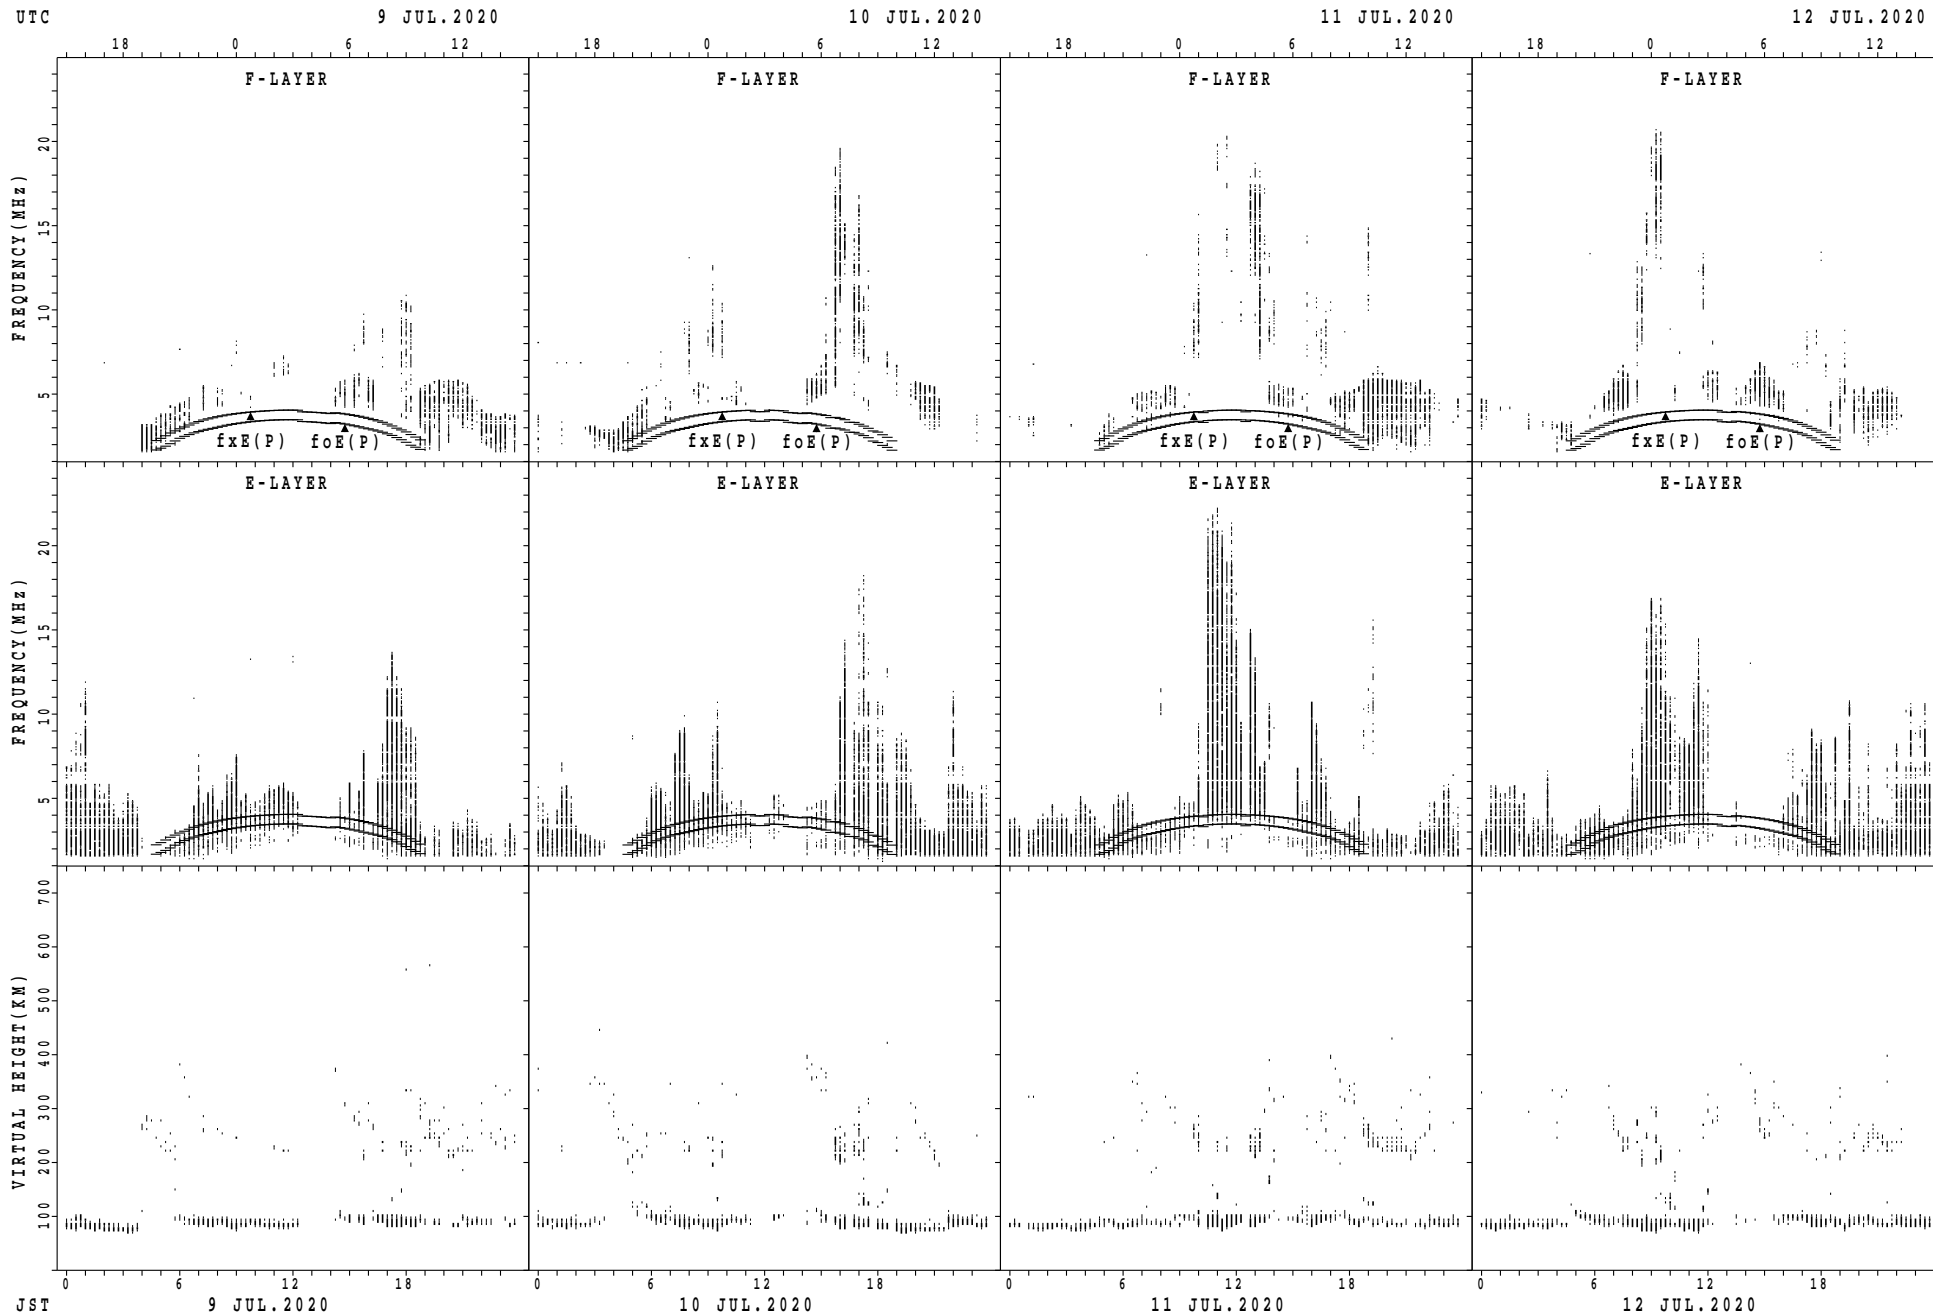 UTC 9 JUL.2020 10 JUL.2020 11 JUL.2020 12 JUL.2020
18 0 6 12 18 0 6 12 18 0 6 12 18 0 6 12
F-LAYER F-LAYER F-LAYER F-LAYER
FREQUENCY(MHz)
20
15
10
5
fxE(P) foE(P) fxE(P) foE(P) fxE(P) foE(P) fxE(P) foE(P)
E-LAYER E-LAYER E-LAYER E-LAYER
FREQUENCY(MHz)
20
15
10
5
VIRTUAL HEIGHT(KM)
700
600
500
400
300
200
100
0 6 12 18 0 6 12 18 0 6 12 18 0 6 12 18
JST 9 JUL.2020 10 JUL.2020 11 JUL.2020 12 JUL.2020